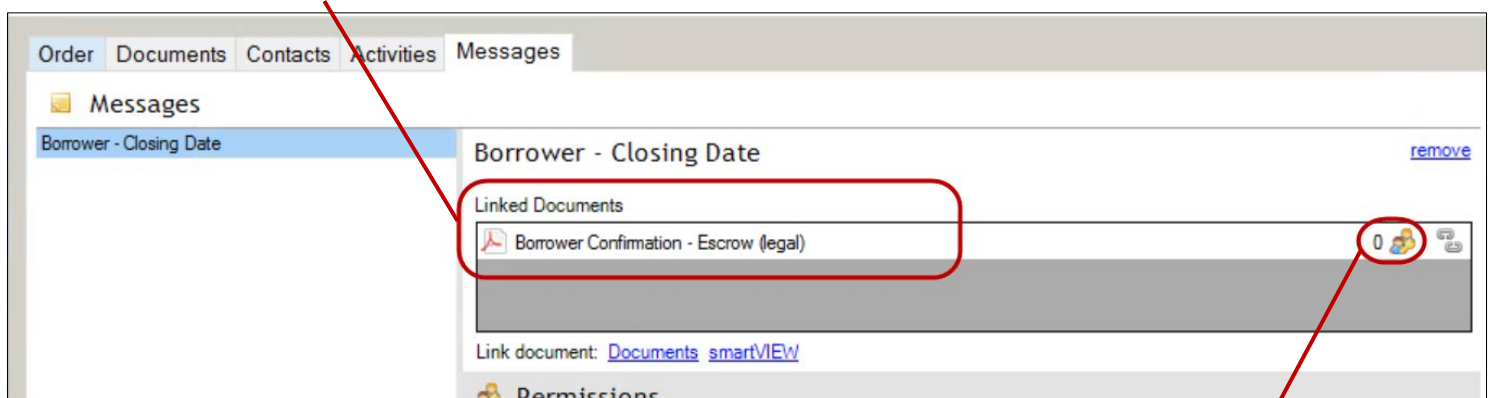 Order Documents Contacts Activities Messages
Messages
Borrower - Closing Date
Borrower - Closing Date remove
Linked Documents
Borrower Confirmation - Escrow (legal) 0
Link document: Documents smartVIEW
Permissions